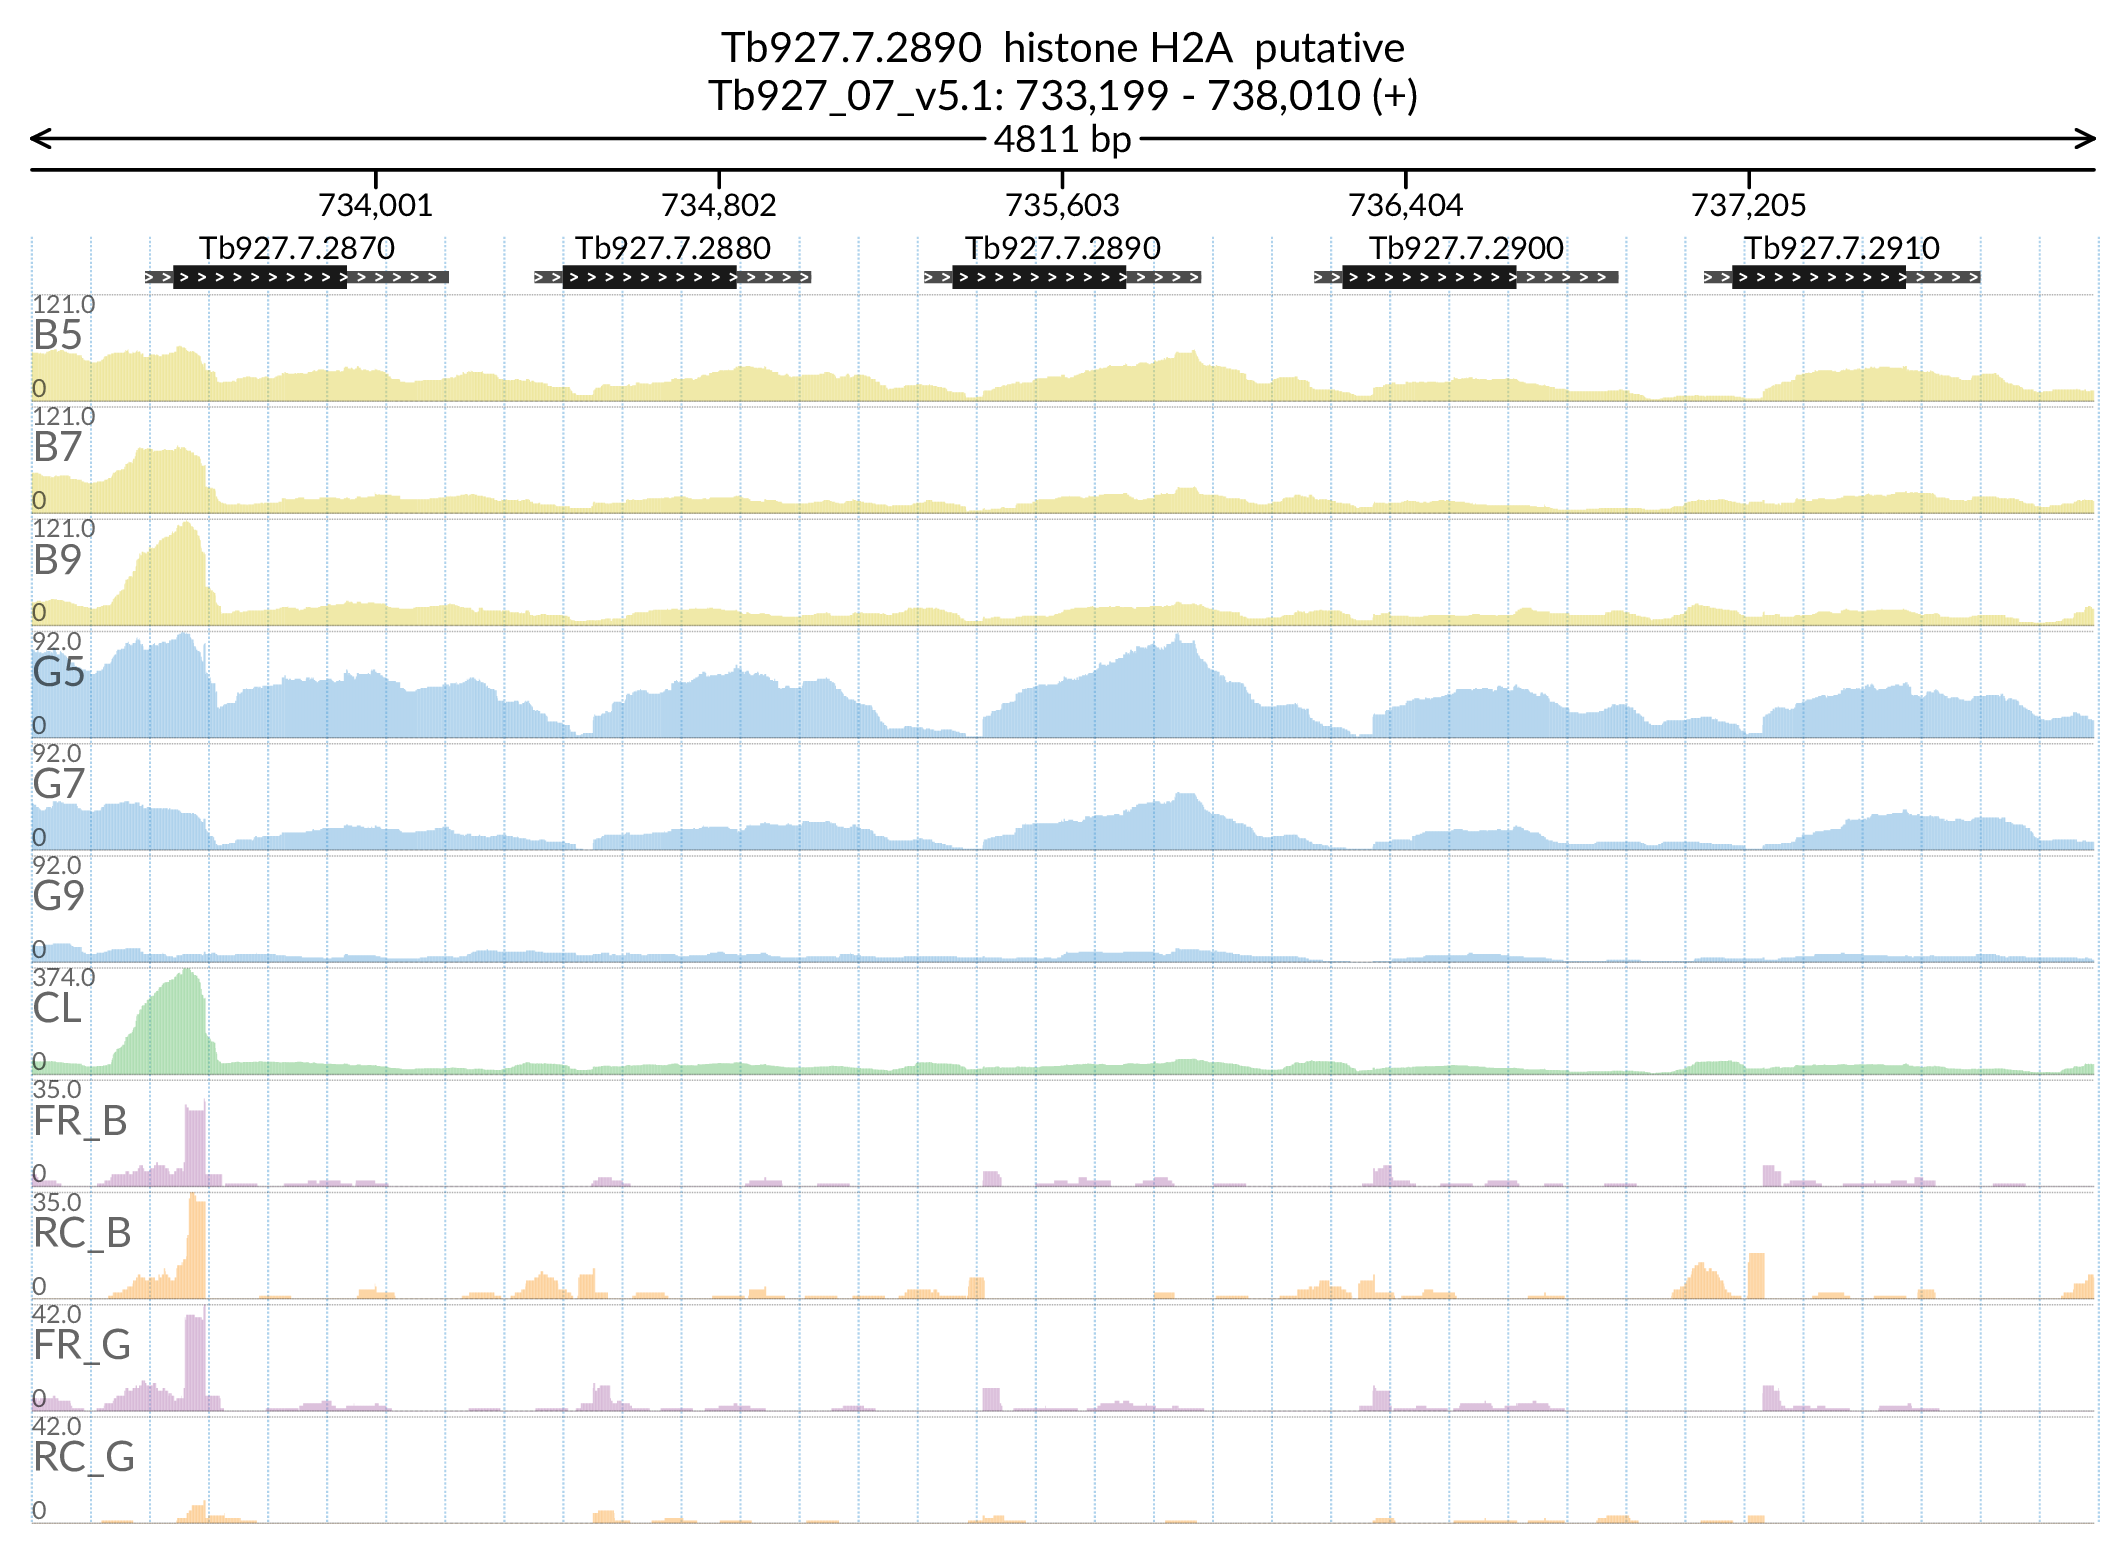 Tb927.7.2890 histone H2A putative
Tb927_07_v5.1: 733,199 - 738,010 (+)
4811 bp
734,001 734,802 735,603 736,404 737,205
Tb927.7.2870 Tb927.7.2880 Tb927.7.2890 Tb927.7.2900 Tb927.7.2910
121.0
B5
0
121.0
B7
0
121.0
B9
0
92.0
G5
0
92.0
G7
0
92.0
G9
0
374.0
CL
0
35.0
FR_B
0
35.0
RC_B
0
42.0
FR_G
0
42.0
RC_G
0